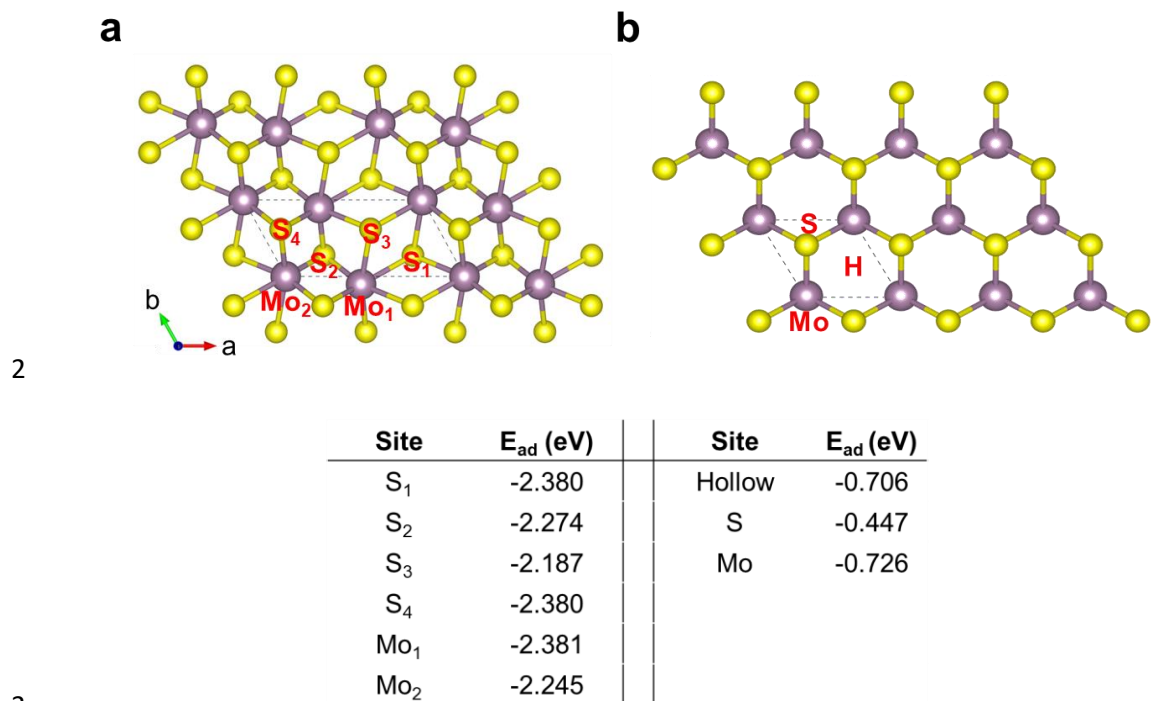 a b
S₄ S₃
S₂ S₁
Mo₂ Mo₁
b
a
S
H
Mo
2
Site E_ad (eV) Site E_ad (eV)
S₁ -2.380 Hollow -0.706
S₂ -2.274 S -0.447
S₃ -2.187 Mo -0.726
S₄ -2.380
Mo₁ -2.381
Mo₂ -2.245